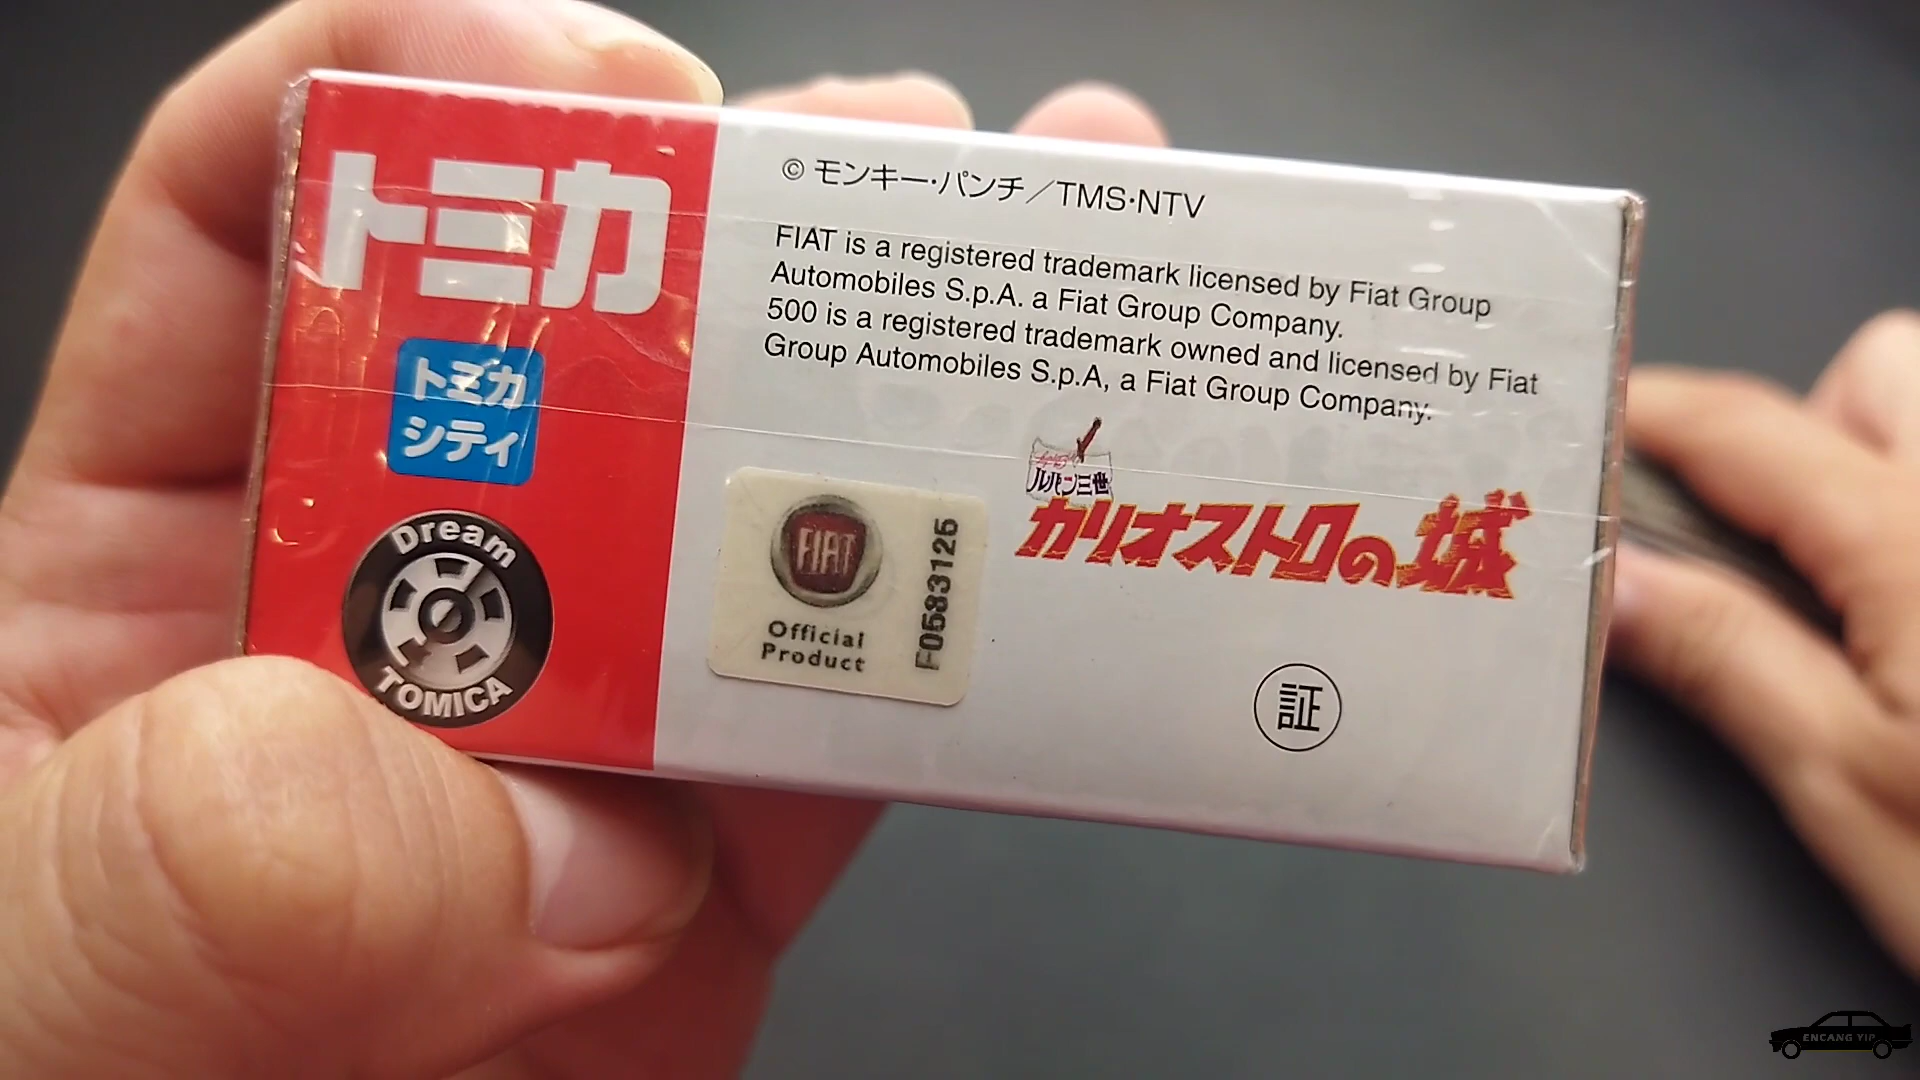 トミカ
トミカ
シティ
Dream
TOMICA
© モンキー・パンチ／TMS・NTV
FIAT is a registered trademark licensed by Fiat Group
Automobiles S.p.A. a Fiat Group Company.
500 is a registered trademark owned and licensed by Fiat
Group Automobiles S.p.A, a Fiat Group Company.
FIAT
Official
Product
F0583126
ルパン三世
カリオストロの城
証
ENCANG YIP